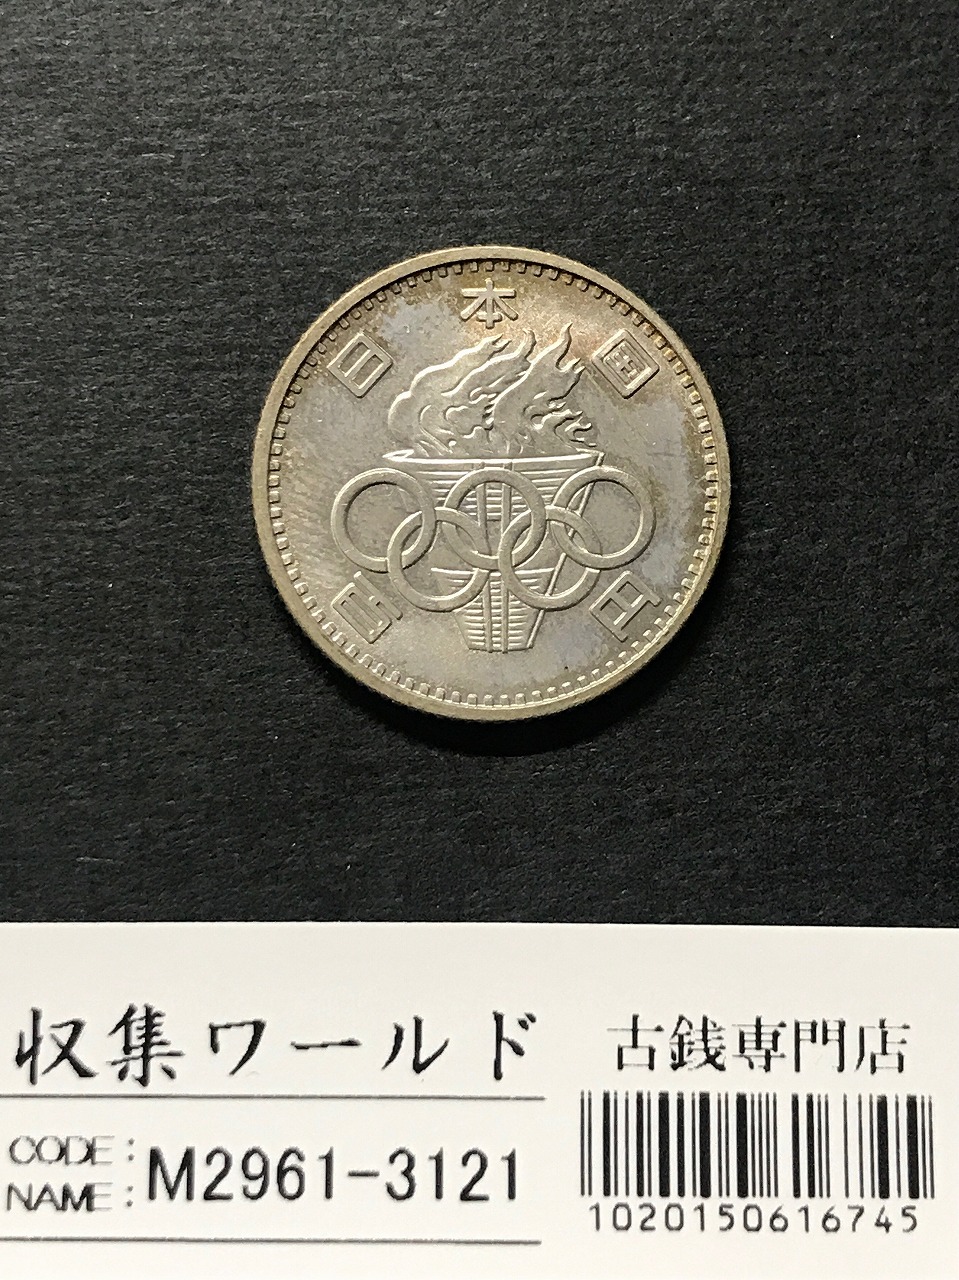 日本国
百円
収集ワールド
古銭専門店
CODE:
NAME:
M2961-3121
1020150616745